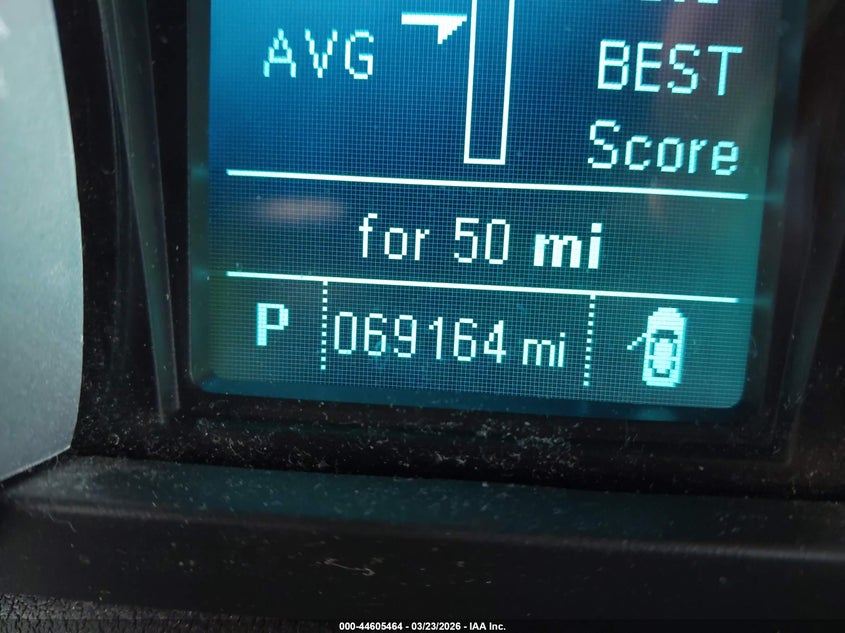 AVG
BEST
Score
for 50 mi
P 069164 mi
000-44605464 - 03/23/2026 - IAA Inc.